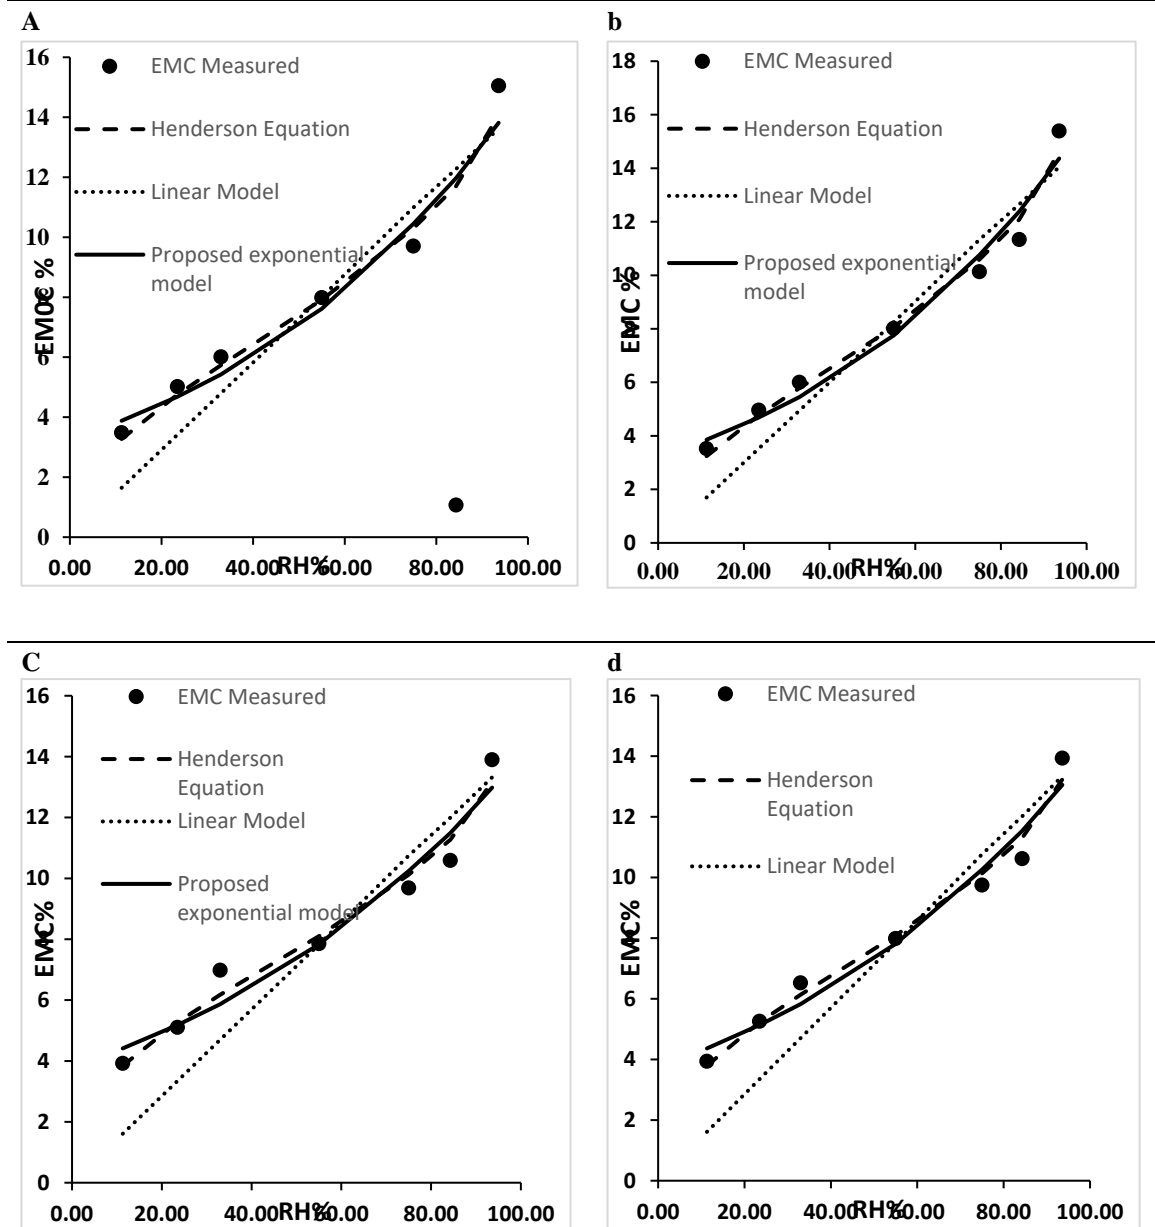 A
b
16
14
12
10
8
6
4
2
0
EMC %
EMC Measured
Henderson Equation
Linear Model
Proposed exponential
model
0.00 20.00 40.00 60.00 80.00 100.00
RH%
18
16
14
12
10
8
6
4
2
0
EMC %
EMC Measured
Henderson Equation
Linear Model
Proposed exponential
model
0.00 20.00 40.00 60.00 80.00 100.00
RH%
C
d
16
14
12
10
8
6
4
2
0
EMC%
EMC Measured
Henderson
Equation
Linear Model
Proposed
exponential model
0.00 20.00 40.00 60.00 80.00 100.00
RH%
16
14
12
10
8
6
4
2
0
EMC%
EMC Measured
Henderson
Equation
Linear Model
0.00 20.00 40.00 60.00 80.00 100.00
RH%